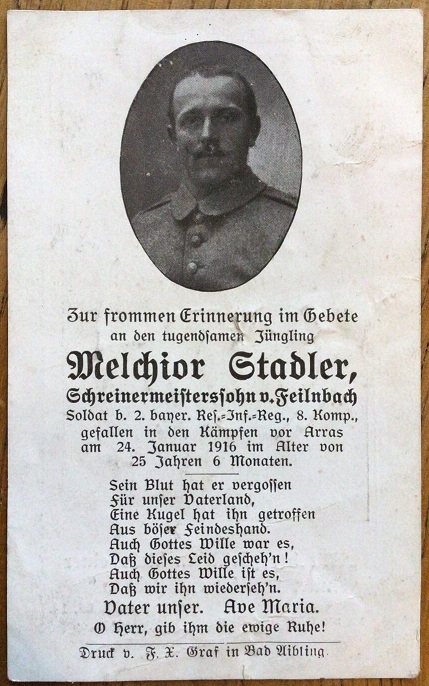 Zur frommen Erinnerung im Gebete
an den tugendsamen Jüngling
Melchior Stadler,
Schreinermeisterssohn v. Feilnbach
Soldat b. 2. bayer. Res.-Inf.-Reg., 8. Komp.,
gefallen in den Kämpfen vor Arras
am 24. Januar 1916 im Alter von
25 Jahren 6 Monaten.
Sein Blut hat er vergossen
Für unser Vaterland,
Eine Kugel hat ihn getroffen
Aus böser Feindeshand.
Auch Gottes Wille war es,
Daß dieses Leid gescheh'n!
Auch Gottes Wille ist es,
Daß wir ihn wiederseh'n.
Vater unser. Ave Maria.
O Herr, gib ihm die ewige Ruhe!
Druck v. F. X. Graf in Bad Aibling.